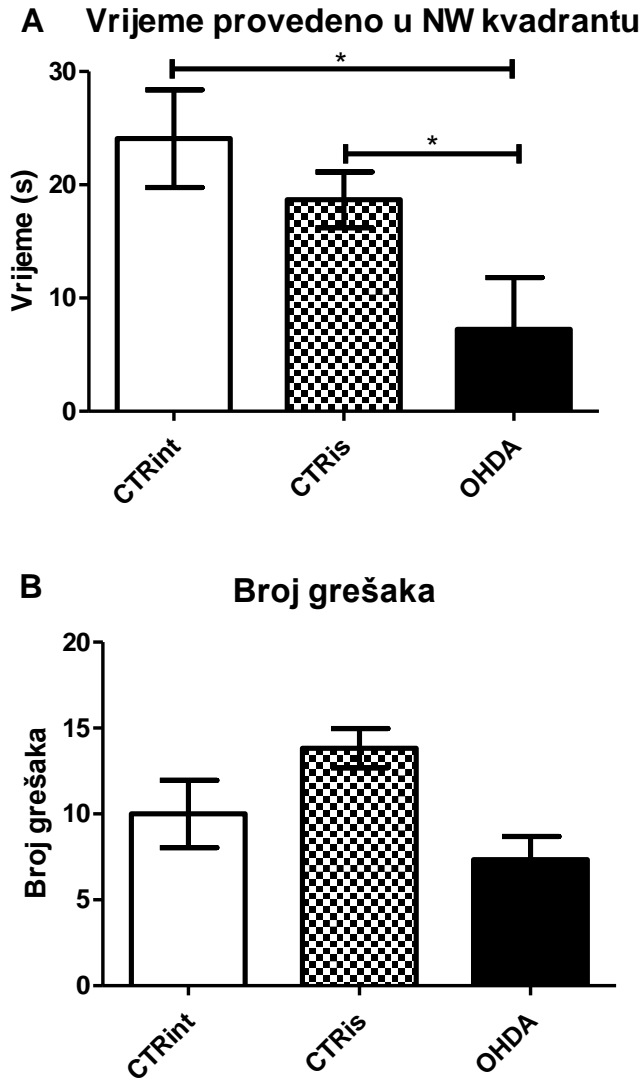 A Vrijeme provedeno u NW kvadrantu
*
*
Vrijeme (s)
30
20
10
0
CTRint
CTRis
OHDA
B Broj grešaka
Broj grešaka
20
15
10
5
0
CTRint
CTRis
OHDA